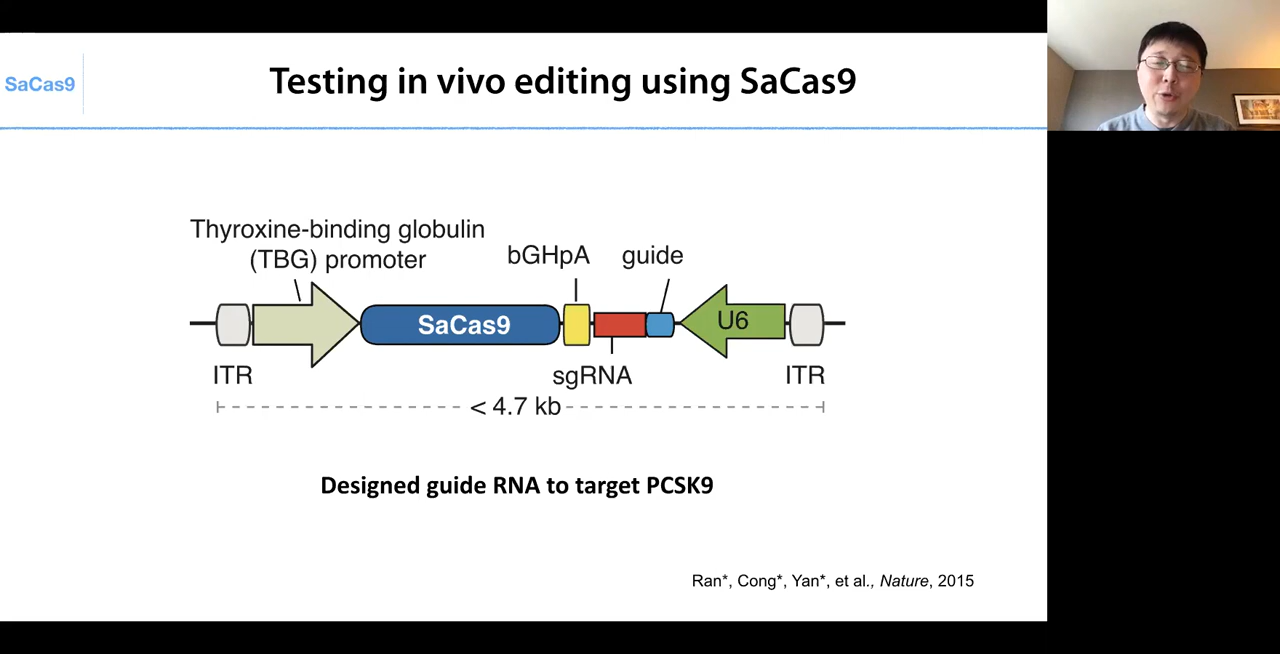 SaCas9
Testing in vivo editing using SaCas9
Thyroxine-binding globulin
(TBG) promoter
bGHpA
guide
SaCas9
U6
ITR
sgRNA
ITR
< 4.7 kb
Designed guide RNA to target PCSK9
Ran*, Cong*, Yan*, et al., Nature, 2015